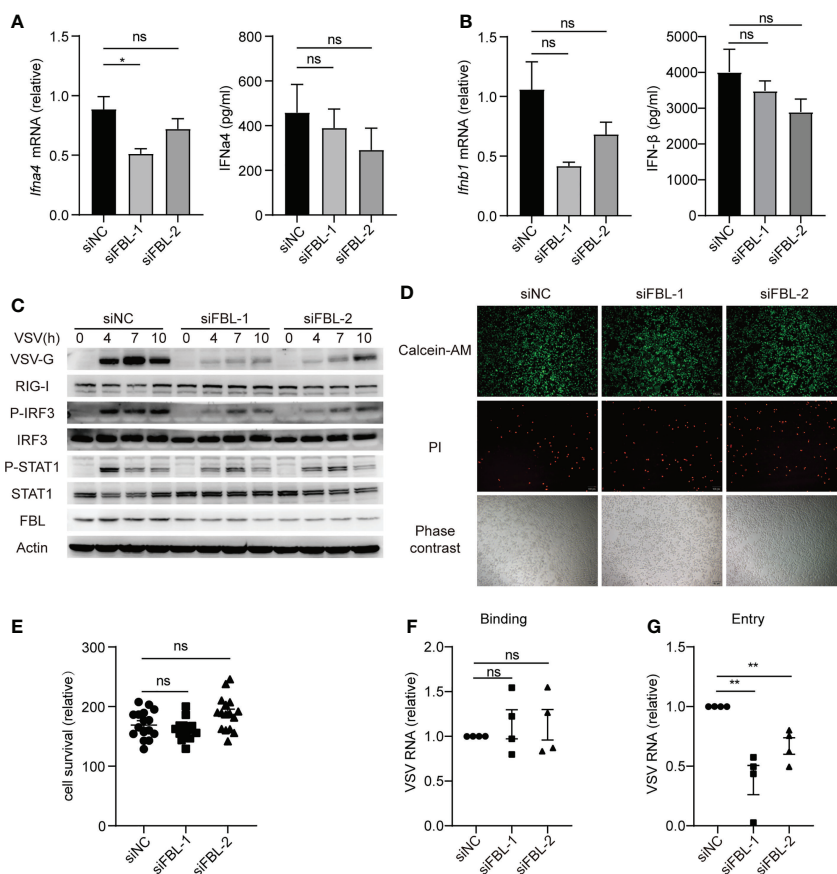 A
ns
*
1.5
1.0
0.5
0.0
Ifna4 mRNA (relative)
siNC
siFBL-1
siFBL-2
ns
ns
800
600
400
200
0
IFNa4 (pg/ml)
siNC
siFBL-1
siFBL-2
B
ns
ns
1.5
1.0
0.5
0.0
Ifnb1 mRNA (relative)
siNC
siFBL-1
siFBL-2
ns
ns
5000
4000
3000
2000
1000
0
IFN-β (pg/ml)
siNC
siFBL-1
siFBL-2
C
siNC siFBL-1 siFBL-2
VSV(h) 0 4 7 10 0 4 7 10 0 4 7 10
VSV-G
RIG-I
P-IRF3
IRF3
P-STAT1
STAT1
FBL
Actin
D
siNC siFBL-1 siFBL-2
Calcein-AM
PI
Phase
contrast
E
ns
ns
300
200
100
0
cell survival (relative)
siNC
siFBL-1
siFBL-2
F
Binding
ns
ns
2.0
1.5
1.0
0.5
0.0
VSV RNA (relative)
siNC
siFBL-1
siFBL-2
G
Entry
**
**
1.5
1.0
0.5
0.0
VSV RNA (relative)
siNC
siFBL-1
siFBL-2